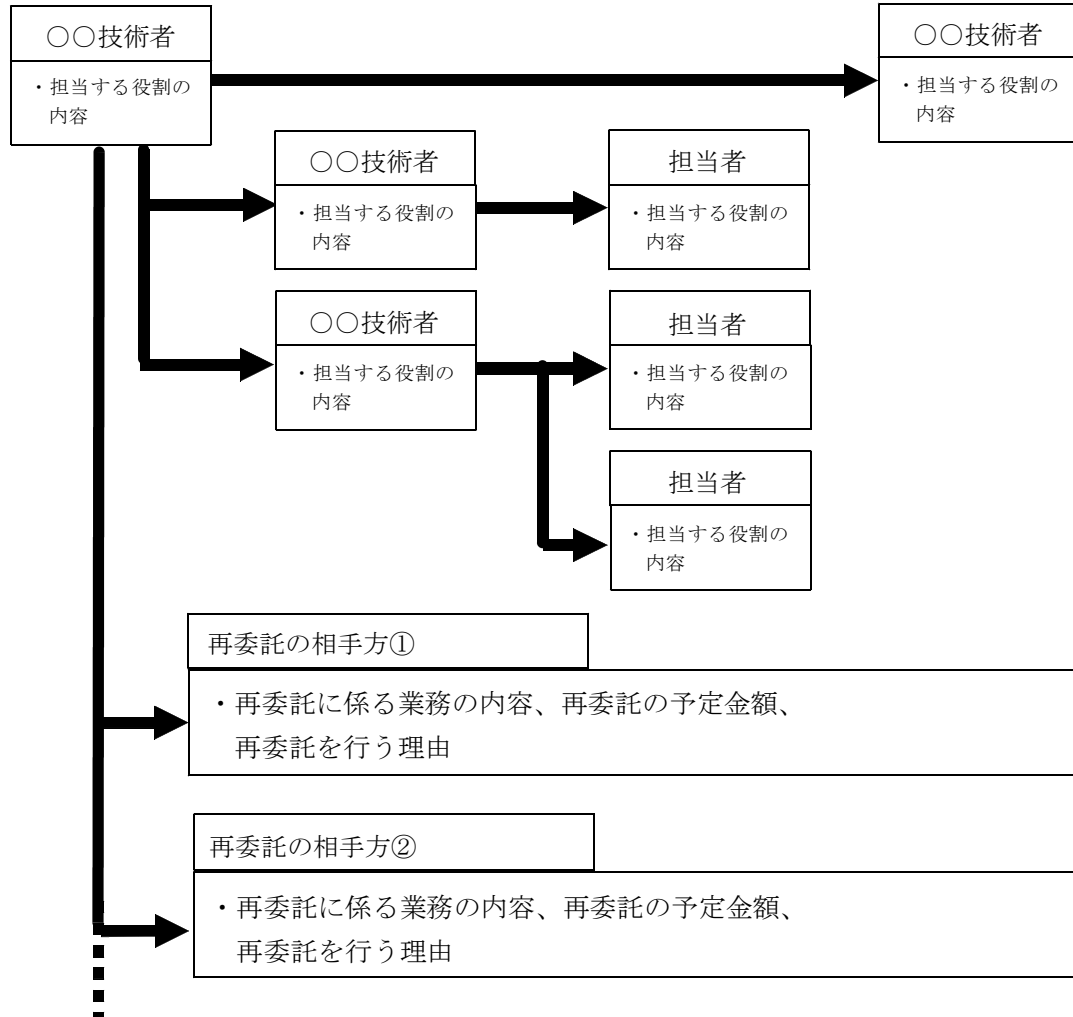 ○○技術者
・担当する役割の
内容
○○技術者
・担当する役割の
内容
○○技術者
・担当する役割の
内容
担当者
・担当する役割の
内容
○○技術者
・担当する役割の
内容
担当者
・担当する役割の
内容
担当者
・担当する役割の
内容
再委託の相手方①
・再委託に係る業務の内容、再委託の予定金額、
再委託を行う理由
再委託の相手方②
・再委託に係る業務の内容、再委託の予定金額、
再委託を行う理由